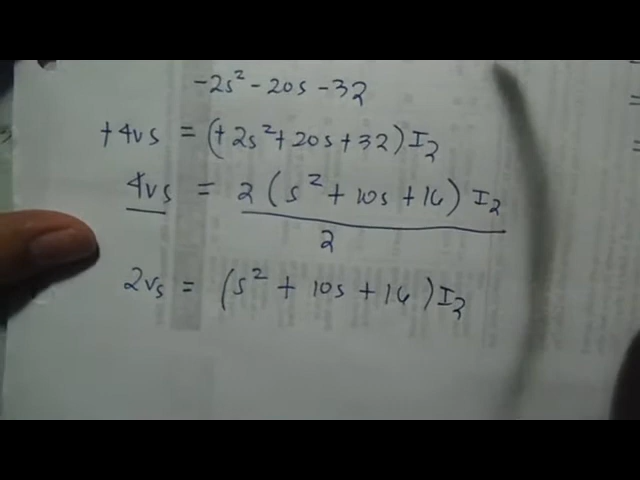 -2s² - 20s - 32
+4vs = (+2s² + 20s + 32) I₂
4vs = 2 (s² + 10s + 16) I₂
2
2vs = (s² + 10s + 16) I₂